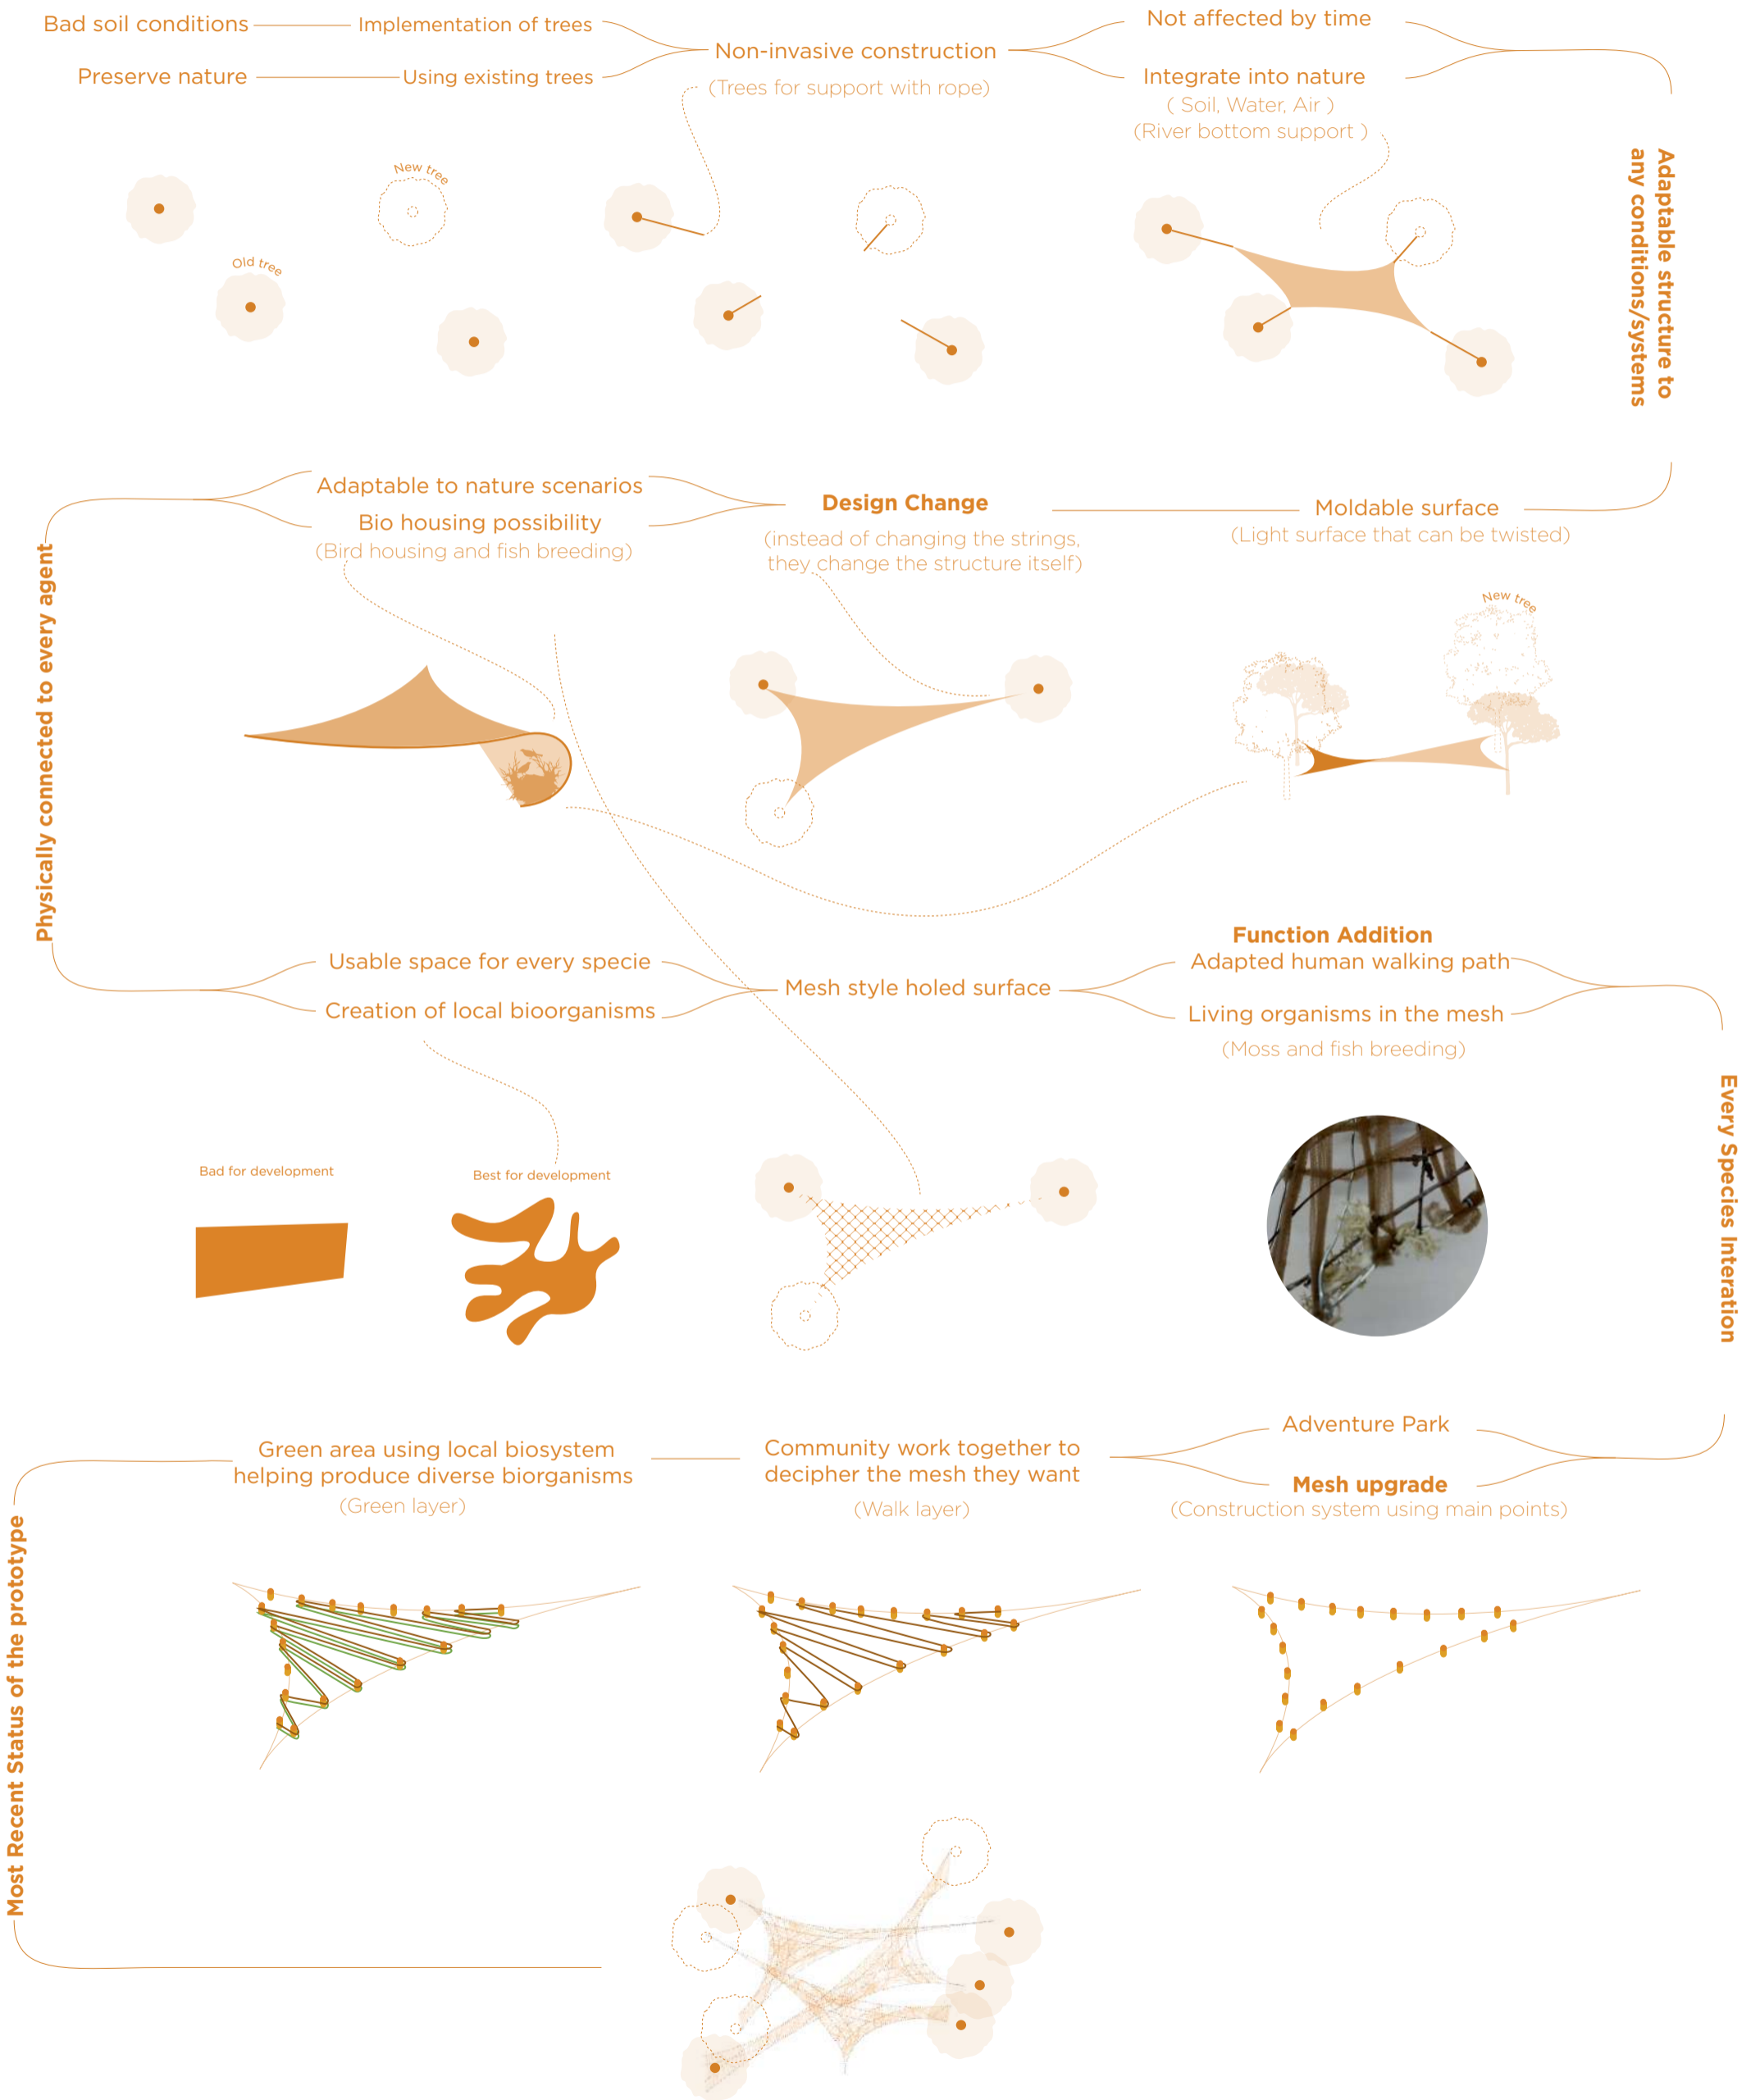 Bad soil conditions
Implementation of trees
Preserve nature
Using existing trees
Non-invasive construction
(Trees for support with rope)
Not affected by time
Integrate into nature
( Soil, Water, Air )
(River bottom support )
New tree
Old tree
Adaptable structure to
any conditions/systems
Adaptable to nature scenarios
Bio housing possibility
(Bird housing and fish breeding)
Design Change
(instead of changing the strings,
they change the structure itself)
Moldable surface
(Light surface that can be twisted)
New tree
Physically connected to every agent
Usable space for every specie
Creation of local bioorganisms
Mesh style holed surface
Function Addition
Adapted human walking path
Living organisms in the mesh
(Moss and fish breeding)
Bad for development
Best for development
Every Species Interation
Green area using local biosystem
helping produce diverse biorganisms
(Green layer)
Community work together to
decipher the mesh they want
(Walk layer)
Adventure Park
Mesh upgrade
(Construction system using main points)
Most Recent Status of the prototype